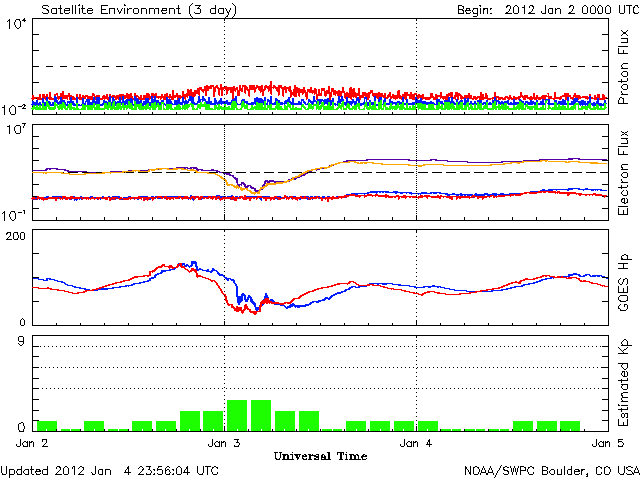 Satellite Environment (3 day) Begin: 2012 Jan 2 0000 UTC
10⁴
10⁻²
Proton Flux
10⁷
10⁻¹
Electron Flux
200
0
GOES Hp
9
0
Estimated Kp
Jan 2 Jan 3 Jan 4 Jan 5
Universal Time
Updated 2012 Jan 4 23:56:04 UTC NOAA/SWPC Boulder, CO USA